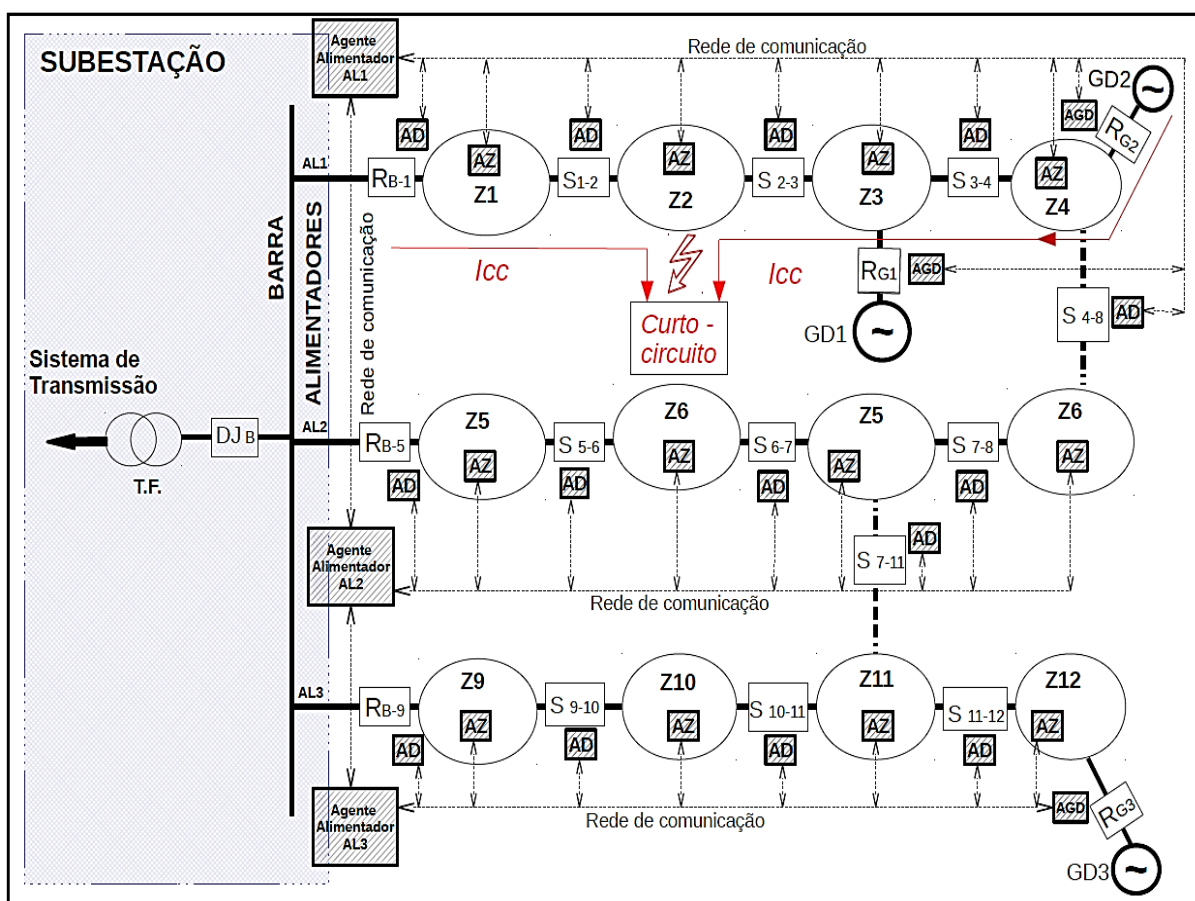 SUBESTAÇÃO
Agente
Alimentador
AL1
Rede de comunicação
GD2
AD
AD
AD
AD
AGD
RG2
AL1
RB-1
AZ
Z1
S1-2
AZ
Z2
S 2-3
AZ
Z3
S 3-4
AZ
Z4
BARRA
ALIMENTADORES
Rede de comunicação
Icc
Icc
Curto -
circuito
RG1
AGD
GD1
S 4-8
AD
Sistema de
Transmissão
DJ B
T.F.
AL2
RB-5
Z5
AZ
S 5-6
Z6
AZ
S 6-7
Z5
AZ
S 7-8
Z6
AZ
AD
AD
AD
AD
S 7-11
AD
Agente
Alimentador
AL2
Rede de comunicação
AL3
RB-9
Z9
AZ
S 9-10
Z10
AZ
S 10-11
Z11
AZ
S 11-12
Z12
AZ
AD
AD
AD
AD
Agente
Alimentador
AL3
Rede de comunicação
AGD
RG3
GD3